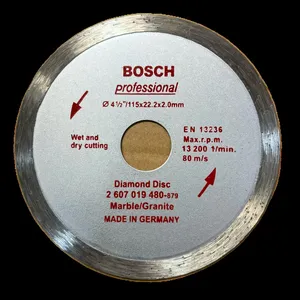 BOSCH
professional
Ø 4½"/115x22.2x2.0mm
Wet and
dry cutting
EN 13236
Max.r.p.m.
13 200 1/min.
80 m/s
Diamond Disc
2 607 019 480-579
Marble/Granite
MADE IN GERMANY